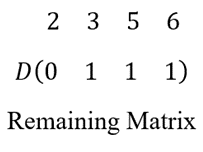 2 3 5 6
D(0 1 1 1)
Remaining Matrix